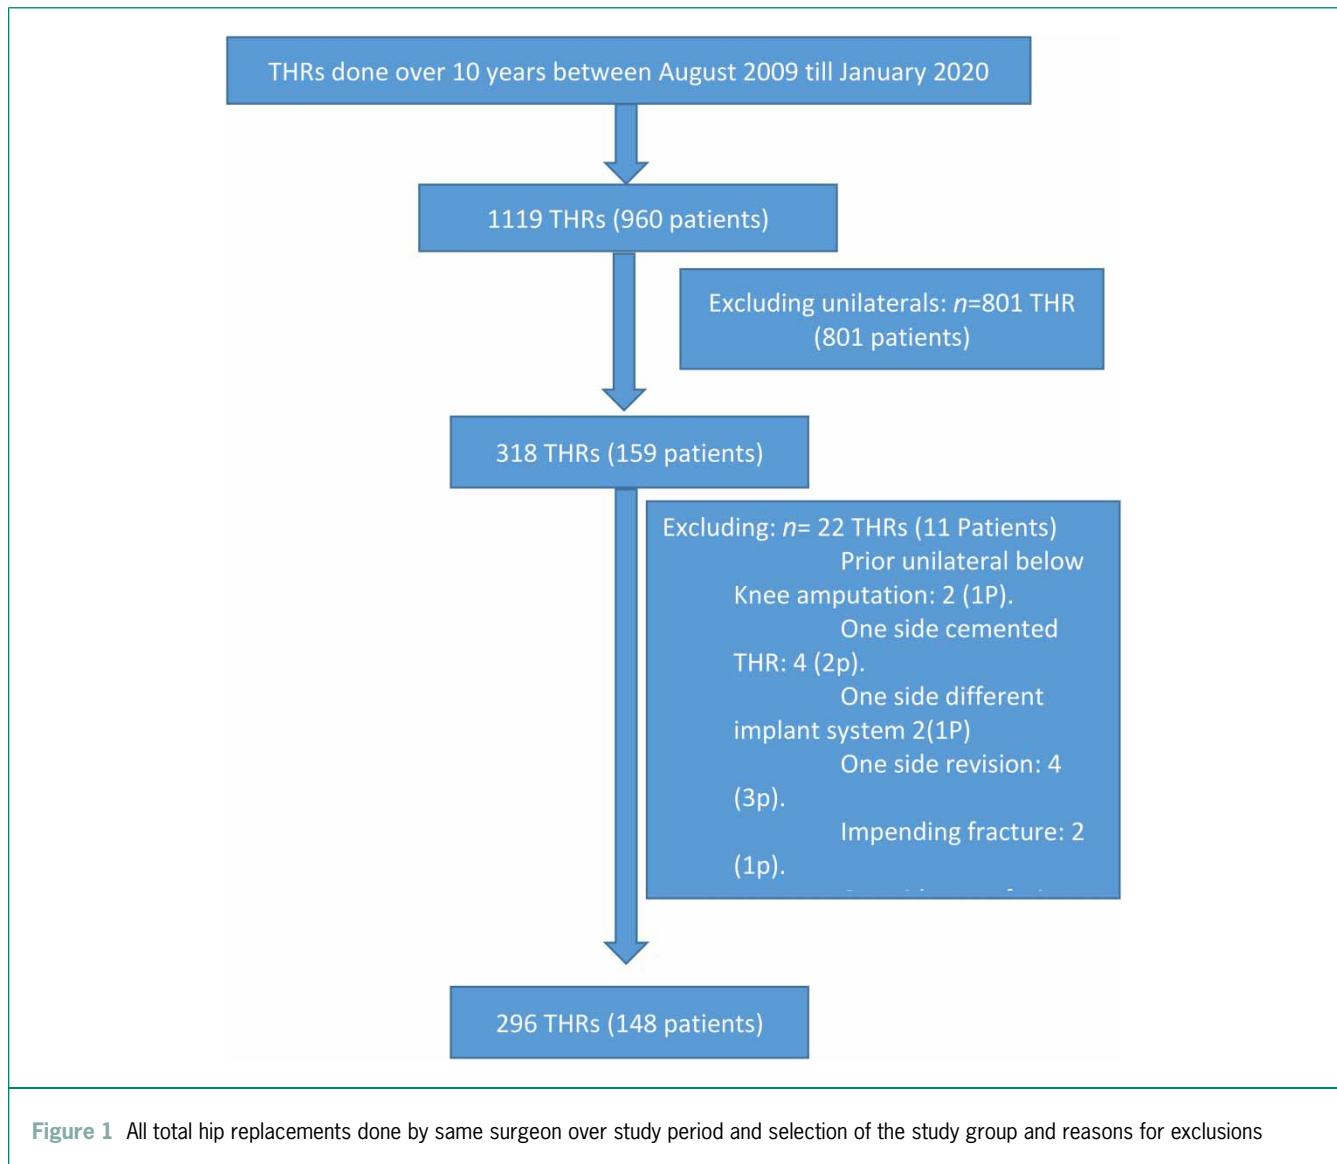 THRs done over 10 years between August 2009 till January 2020
1119 THRs (960 patients)
Excluding unilaterals: n=801 THR
(801 patients)
318 THRs (159 patients)
Excluding: n= 22 THRs (11 Patients)
Prior unilateral below
Knee amputation: 2 (1P).
One side cemented
THR: 4 (2p).
One side different
implant system 2(1P)
One side revision: 4
(3p).
Impending fracture: 2
(1p).
296 THRs (148 patients)
Figure 1 All total hip replacements done by same surgeon over study period and selection of the study group and reasons for exclusions